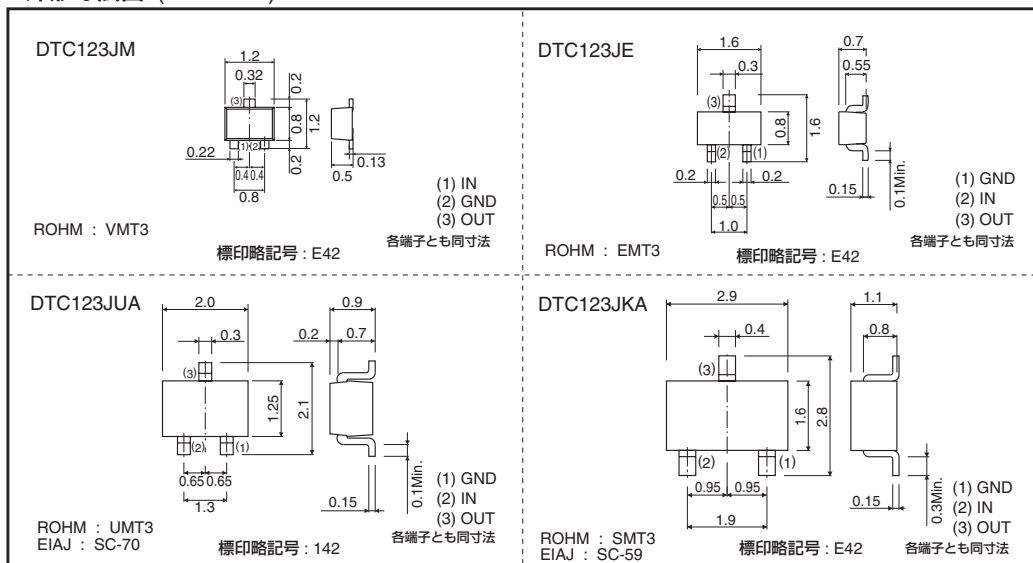 DTC123JM
1.2
0.32
0.2
(3)
0.8
1.2
(1) (2)
0.22
0.2
0.4 0.4
0.8
0.5
0.13
(1) IN
(2) GND
(3) OUT
各端子とも同寸法
ROHM : VMT3
標印略記号 : E42
DTC123JE
1.6
0.3
0.7
0.55
(3)
0.8
1.6
(2)
(1)
0.2
0.2
0.5 0.5
1.0
0.15
0.1Min.
(1) GND
(2) IN
(3) OUT
各端子とも同寸法
ROHM : EMT3
標印略記号 : E42
DTC123JUA
2.0
0.3
0.9
0.2
0.7
(3)
1.25
2.1
(2)
(1)
0.65 0.65
1.3
0.15
0.1Min.
(1) GND
(2) IN
(3) OUT
各端子とも同寸法
ROHM : UMT3
EIAJ : SC-70
標印略記号 : 142
DTC123JKA
2.9
0.4
1.1
0.8
(3)
1.6
2.8
(2)
(1)
0.95 0.95
1.9
0.15
0.3Min.
(1) GND
(2) IN
(3) OUT
各端子とも同寸法
ROHM : SMT3
EIAJ : SC-59
標印略記号 : E42